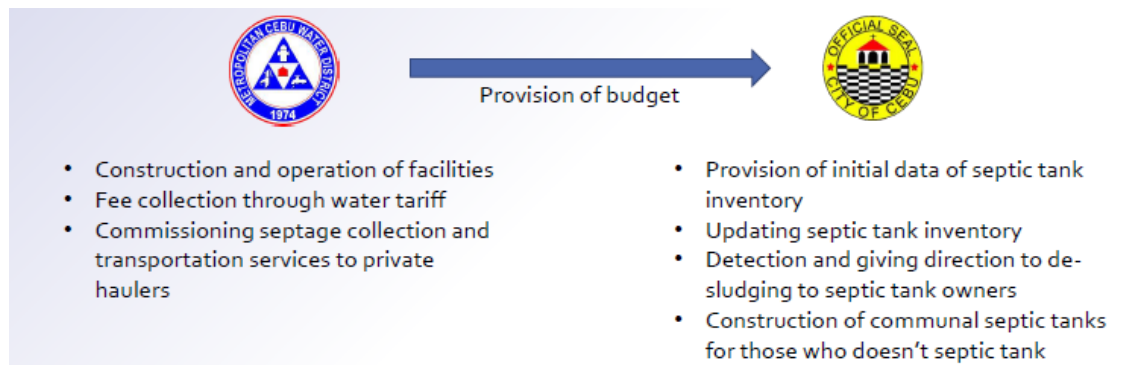 METROPOLITAN CEBU WATER DISTRICT
1974
OFFICIAL SEAL
CITY OF CEBU
Provision of budget
• Construction and operation of facilities
• Fee collection through water tariff
• Commissioning septage collection and
transportation services to private
haulers
• Provision of initial data of septic tank
inventory
• Updating septic tank inventory
• Detection and giving direction to de-
sludging to septic tank owners
• Construction of communal septic tanks
for those who doesn’t septic tank